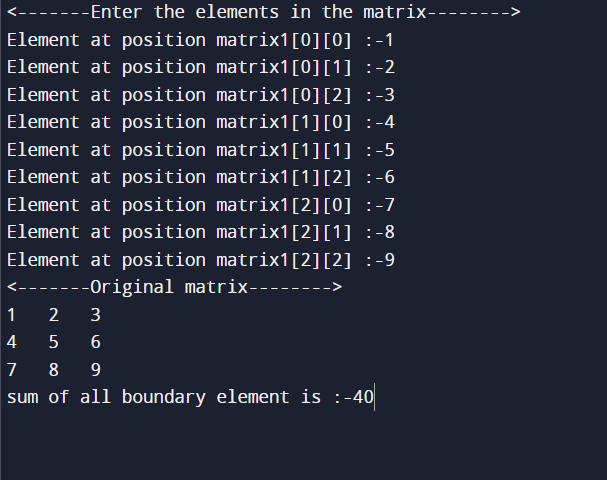 <-------Enter the elements in the matrix-------->
Element at position matrix1[0][0] :-1
Element at position matrix1[0][1] :-2
Element at position matrix1[0][2] :-3
Element at position matrix1[1][0] :-4
Element at position matrix1[1][1] :-5
Element at position matrix1[1][2] :-6
Element at position matrix1[2][0] :-7
Element at position matrix1[2][1] :-8
Element at position matrix1[2][2] :-9
<-------Original matrix-------->
1   2   3
4   5   6
7   8   9
sum of all boundary element is :-40